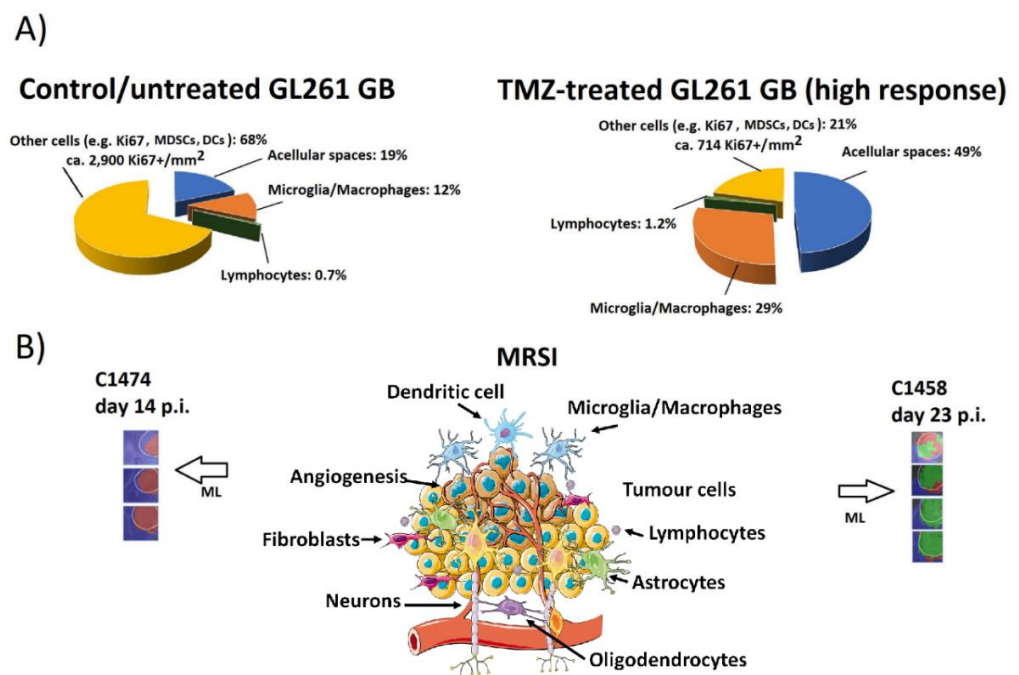 A)
Control/untreated GL261 GB
Other cells (e.g. Ki67 , MDSCs, DCs ): 68%
ca. 2,900 Ki67+/mm2
Acellular spaces: 19%
Microglia/Macrophages: 12%
Lymphocytes: 0.7%
TMZ-treated GL261 GB (high response)
Other cells (e.g. Ki67 , MDSCs, DCs ): 21%
ca. 714 Ki67+/mm2
Acellular spaces: 49%
Lymphocytes: 1.2%
Microglia/Macrophages: 29%
B)
MRSI
C1474
day 14 p.i.
ML
Dendritic cell
Microglia/Macrophages
Angiogenesis
Tumour cells
Fibroblasts
Lymphocytes
Astrocytes
Neurons
Oligodendrocytes
C1458
day 23 p.i.
ML